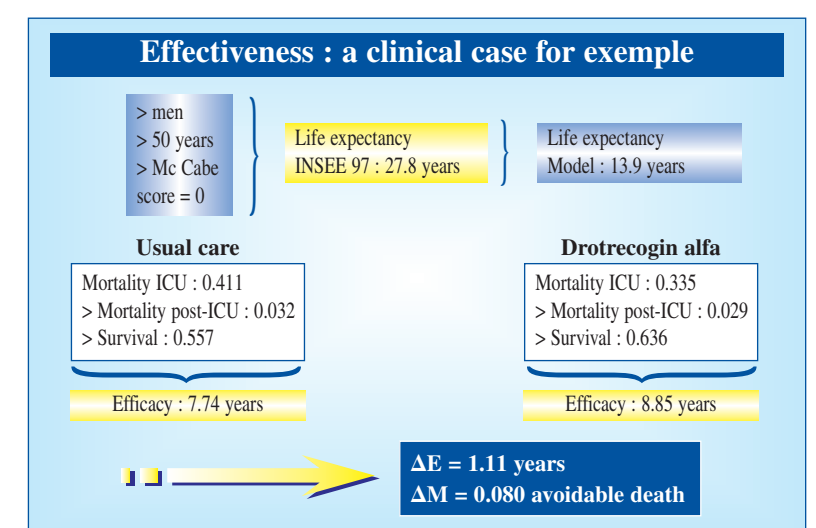 Effectiveness : a clinical case for exemple
> men
> 50 years
> Mc Cabe
score = 0
Life expectancy
INSEE 97 : 27.8 years
Life expectancy
Model : 13.9 years
Usual care
Mortality ICU : 0.411
> Mortality post-ICU : 0.032
> Survival : 0.557
Efficacy : 7.74 years
Drotrecogin alfa
Mortality ICU : 0.335
> Mortality post-ICU : 0.029
> Survival : 0.636
Efficacy : 8.85 years
ΔE = 1.11 years
ΔM = 0.080 avoidable death